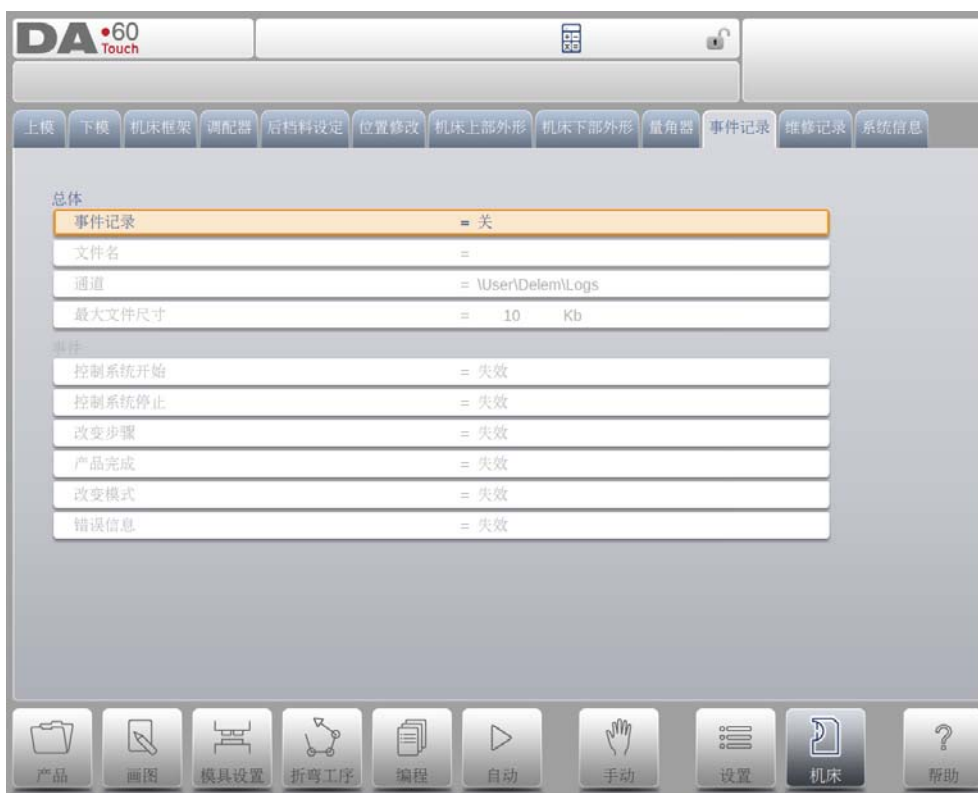 DA 60
Touch
上模 下模 机床框架 调配器 后档料设定 位置修改 机床上部外形 机床下部外形 量角器 事件记录 维修记录 系统信息
总体
事件记录 = 关
文件名 =
通道 = \User\Delem\Logs
最大文件尺寸 = 10 Kb
事件
控制系统开始 = 失效
控制系统停止 = 失效
改变步骤 = 失效
产品完成 = 失效
改变模式 = 失效
错误信息 = 失效
产品 画图 模具设置 折弯工序 编程 自动 手动 设置 机床 帮助